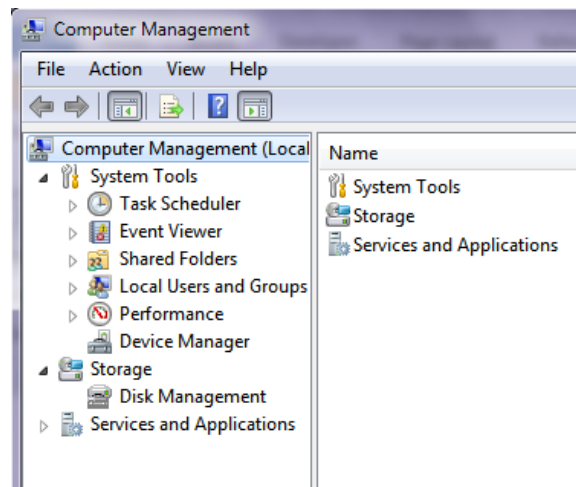 Computer Management
File Action View Help
Computer Management (Local
System Tools
Task Scheduler
Event Viewer
Shared Folders
Local Users and Groups
Performance
Device Manager
Storage
Disk Management
Services and Applications
Name
System Tools
Storage
Services and Applications